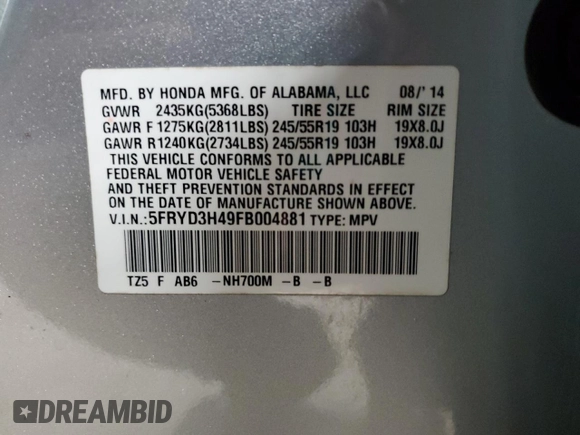 MFD. BY HONDA MFG. OF ALABAMA, LLC 08/' 14
GVWR 2435KG(5368LBS) TIRE SIZE RIM SIZE
GAWR F 1275KG(2811LBS) 245/55R19 103H 19X8.0J
GAWR R 1240KG(2734LBS) 245/55R19 103H 19X8.0J
THIS VEHICLE CONFORMS TO ALL APPLICABLE
FEDERAL MOTOR VEHICLE SAFETY
AND THEFT PREVENTION STANDARDS IN EFFECT
ON THE DATE OF MANUFACTURE SHOWN ABOVE.
V.I.N.:5FRYD3H49FB004881 TYPE: MPV
TZ5 F AB6 -NH700M -B -B
DREAMBID